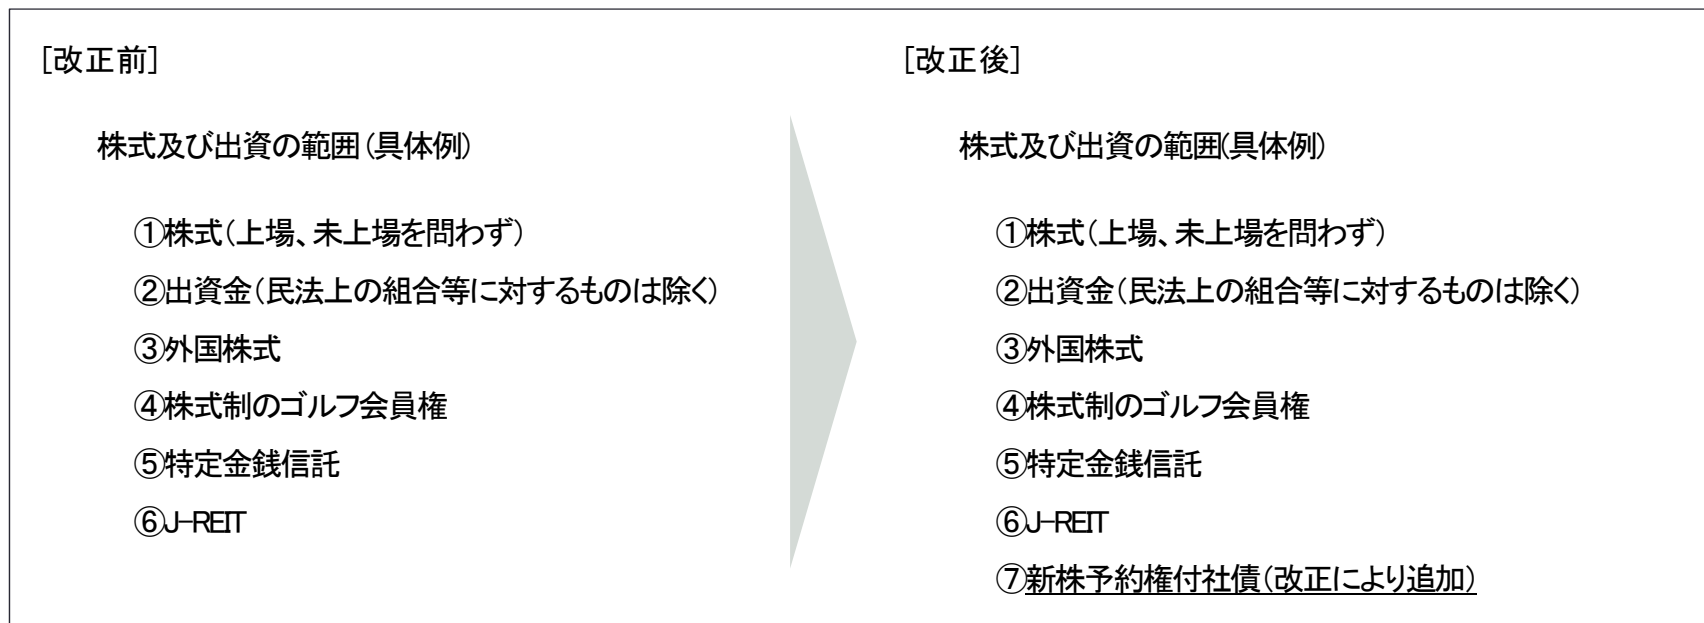 [改正前]
株式及び出資の範囲(具体例)
①株式(上場、未上場を問わず)
②出資金(民法上の組合等に対するものは除く)
③外国株式
④株式制のゴルフ会員権
⑤特定金銭信託
⑥J-REIT
[改正後]
株式及び出資の範囲(具体例)
①株式(上場、未上場を問わず)
②出資金(民法上の組合等に対するものは除く)
③外国株式
④株式制のゴルフ会員権
⑤特定金銭信託
⑥J-REIT
⑦新株予約権付社債(改正により追加)